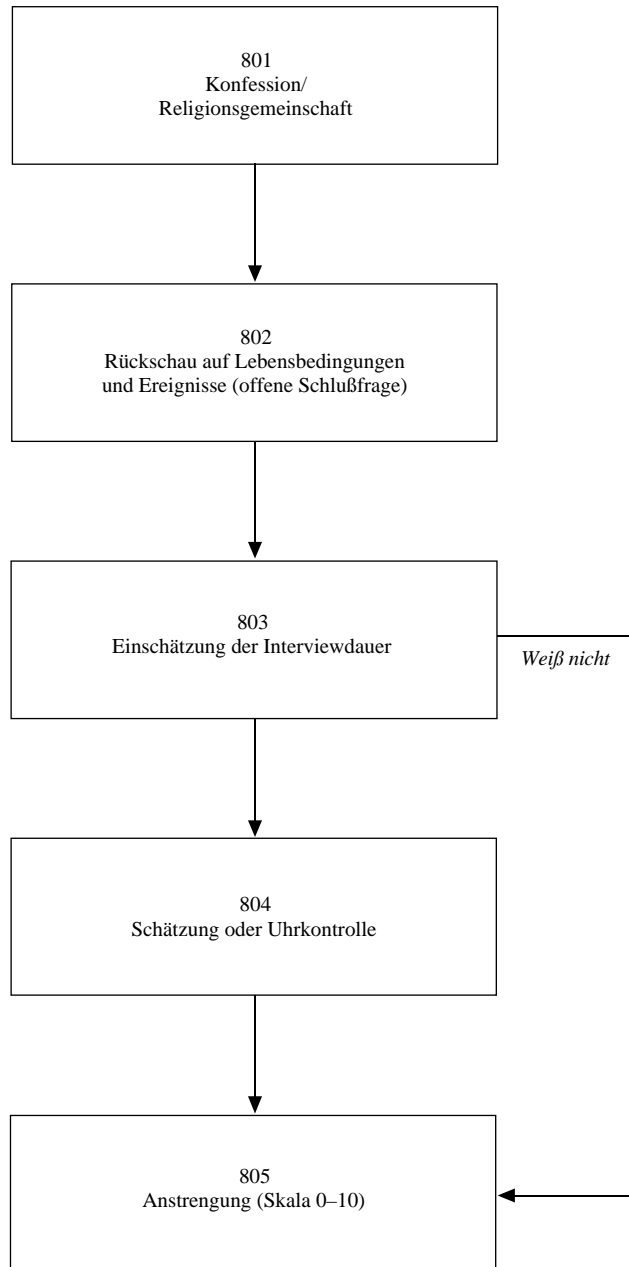 801
Konfession/
Religionsgemeinschaft
802
Rückschau auf Lebensbedingungen
und Ereignisse (offene Schlußfrage)
803
Einschätzung der Interviewdauer
Weiß nicht
804
Schätzung oder Uhrkontrolle
805
Anstrengung (Skala 0–10)